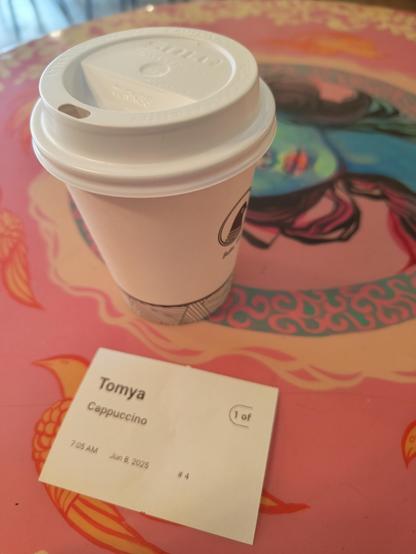 Tomya
1 of
Cappuccino
7:05 AM Jun 8, 2025 # 4